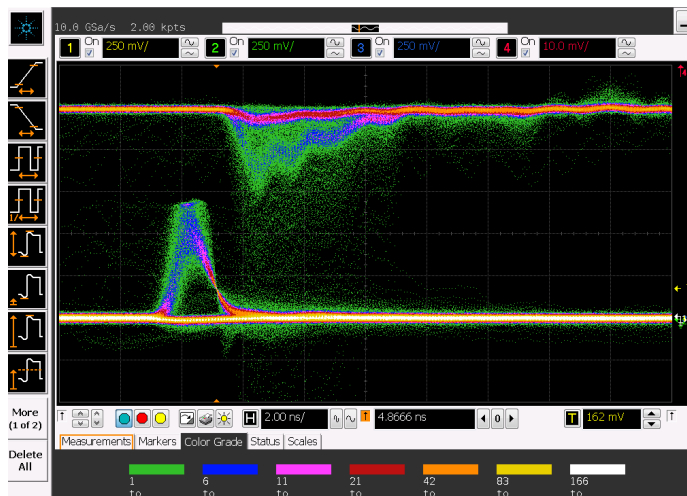 10.0 GSa/s 2.00 kpts
1 On 250 mV/ 2 On 250 mV/ 3 On 250 mV/ 4 On 10.0 mV/
1/
More
(1 of 2)
Delete
All
H 2.00 ns/ 4.8666 ns 0 T 162 mV
Measurements Markers Color Grade Status Scales
1 6 11 21 42 83 166
to to to to to to to